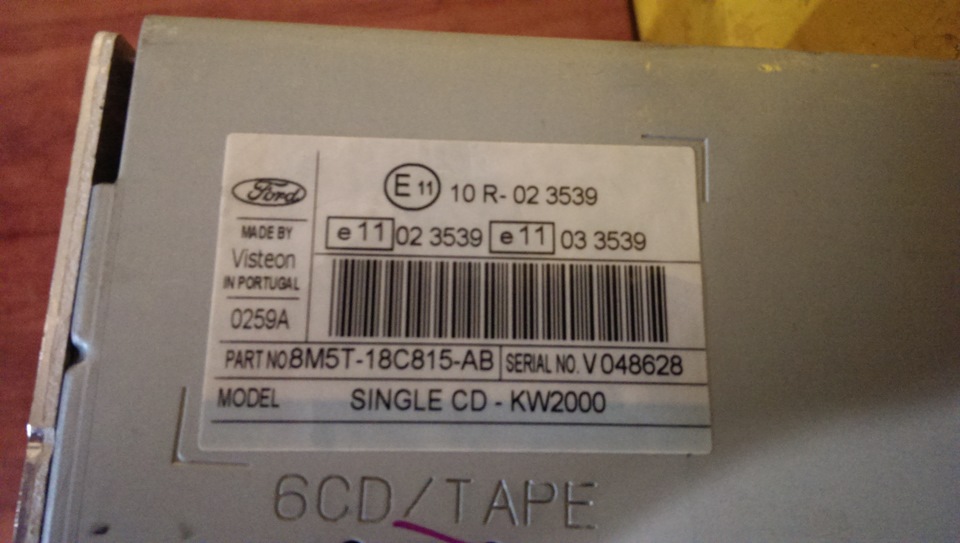 Ford
MADE BY
Visteon
IN PORTUGAL
0259A
E 11 10 R- 02 3539
e 11 02 3539 e 11 03 3539
PART NO. 8M5T-18C815-AB SERIAL NO. V 048628
MODEL SINGLE CD - KW2000
6CD/TAPE